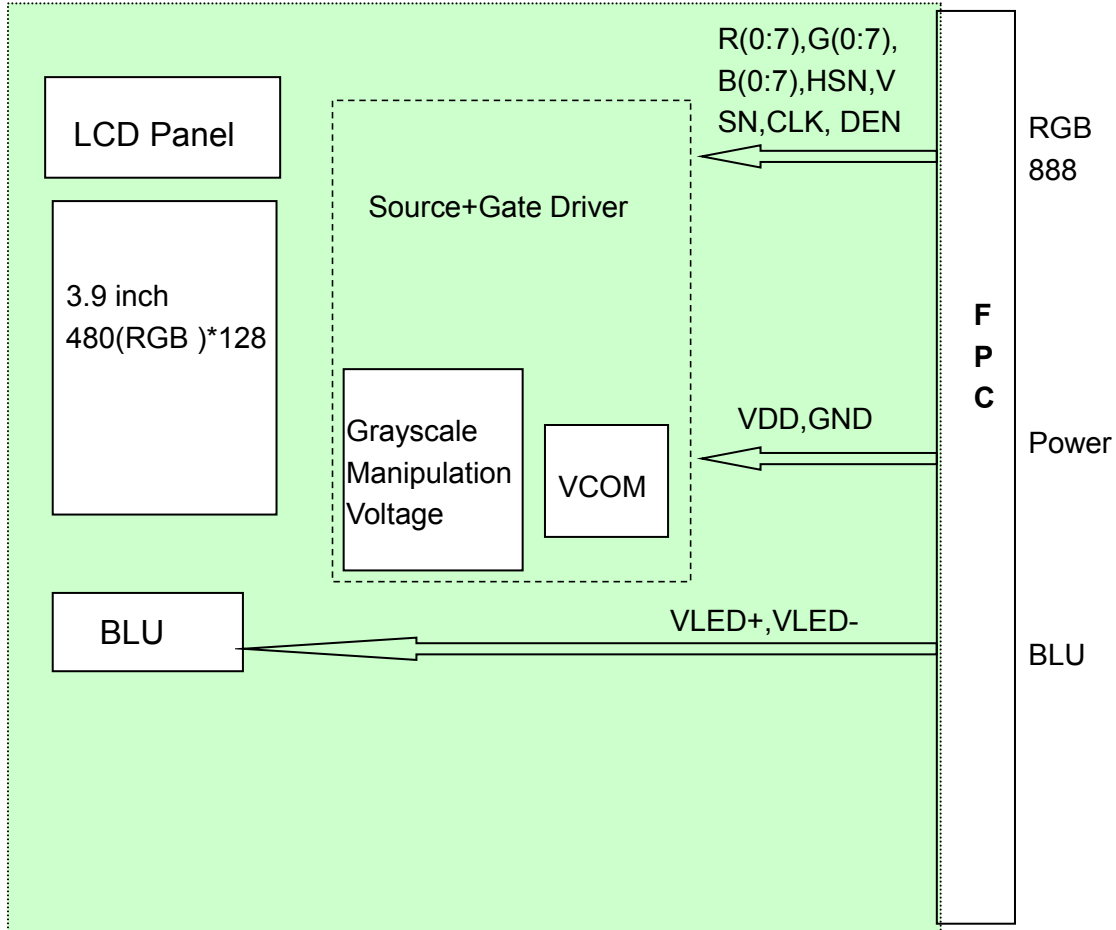 R(0:7),G(0:7),
B(0:7),HSN,V
SN,CLK, DEN
RGB
888
LCD Panel
Source+Gate Driver
3.9 inch
480(RGB )*128
F
P
C
Grayscale
Manipulation
Voltage
VCOM
VDD,GND
Power
BLU
VLED+,VLED-
BLU